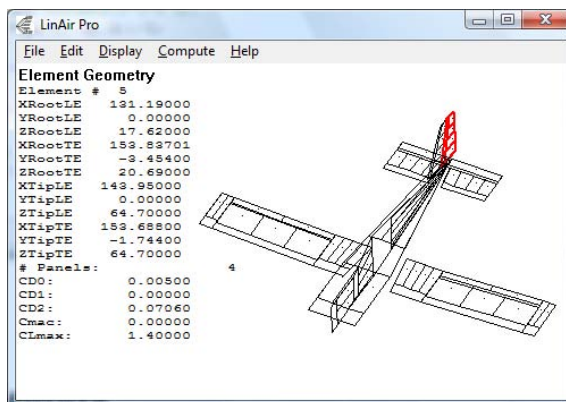 LinAir Pro
File Edit Display Compute Help
Element Geometry
Element # 5
XRootLE 131.19000
YRootLE 0.00000
ZRootLE 17.62000
XRootTE 153.83701
YRootTE -3.45400
ZRootTE 20.69000
XTipLE 143.95000
YTipLE 0.00000
ZTipLE 64.70000
XTipTE 153.68800
YTipTE -1.74400
ZTipTE 64.70000
# Panels: 4
CD0: 0.00500
CD1: 0.00000
CD2: 0.07060
Cmac: 0.00000
CLmax: 1.40000